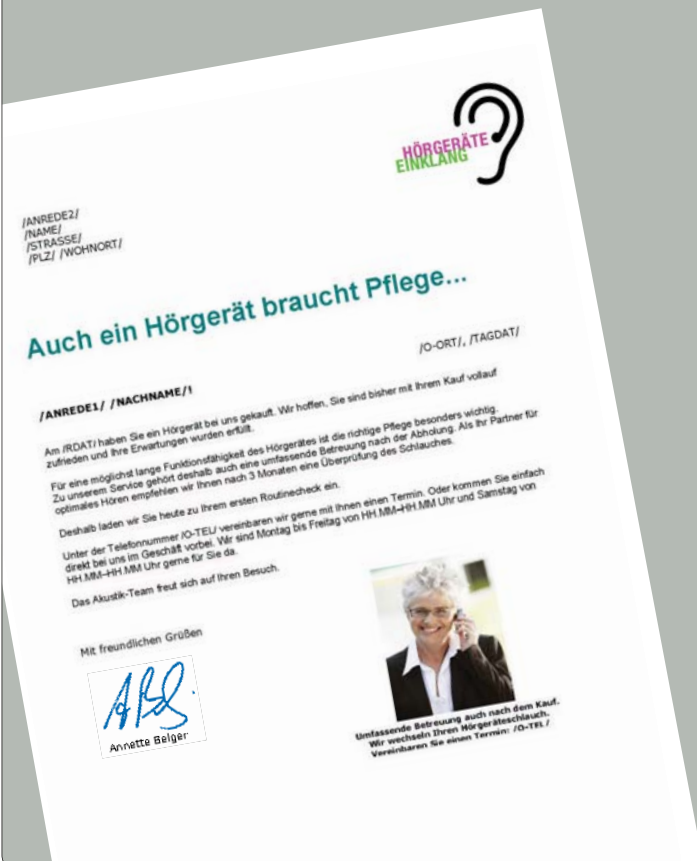 HÖRGERÄTE
EINKLANG
/ANREDE2/
/NAME/
/STRASSE/
/PLZ/ /WOHNORT/
Auch ein Hörgerät braucht Pflege...
/O-ORT/, /TAGDAT/
/ANREDE1/ /NACHNAME/!
Am /RDAT/ haben Sie ein Hörgerät bei uns gekauft. Wir hoffen, Sie sind bisher mit Ihrem Kauf vollauf
zufrieden und Ihre Erwartungen wurden erfüllt.
Für eine möglichst lange Funktionsfähigkeit des Hörgerätes ist die richtige Pflege besonders wichtig.
Zu unserem Service gehört deshalb auch eine umfassende Betreuung nach der Abholung. Als Ihr Partner für
optimales Hören empfehlen wir Ihnen nach 3 Monaten eine Überprüfung des Schlauches.
Deshalb laden wir Sie heute zu Ihrem ersten Routinecheck ein.
Unter der Telefonnummer /O-TEL/ vereinbaren wir gerne mit Ihnen einen Termin. Oder kommen Sie einfach
direkt bei uns im Geschäft vorbei. Wir sind Montag bis Freitag von HH.MM–HH.MM Uhr und Samstag von
HH.MM–HH.MM Uhr gerne für Sie da.
Das Akustik-Team freut sich auf Ihren Besuch.
Mit freundlichen Grüßen
Annette Belger
Umfassende Betreuung auch nach dem Kauf.
Wir wechseln Ihren Hörgeräteschlauch.
Vereinbaren Sie einen Termin: /O-TEL/